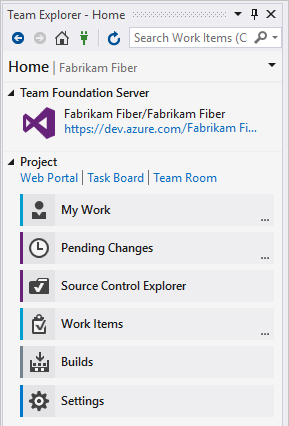 Team Explorer - Home
Search Work Items (C
Home | Fabrikam Fiber
Team Foundation Server
Fabrikam Fiber/Fabrikam Fiber
https://dev.azure.com/Fabrikam Fi...
Project
Web Portal | Task Board | Team Room
My Work
...
Pending Changes
...
Source Control Explorer
Work Items
...
Builds
Settings